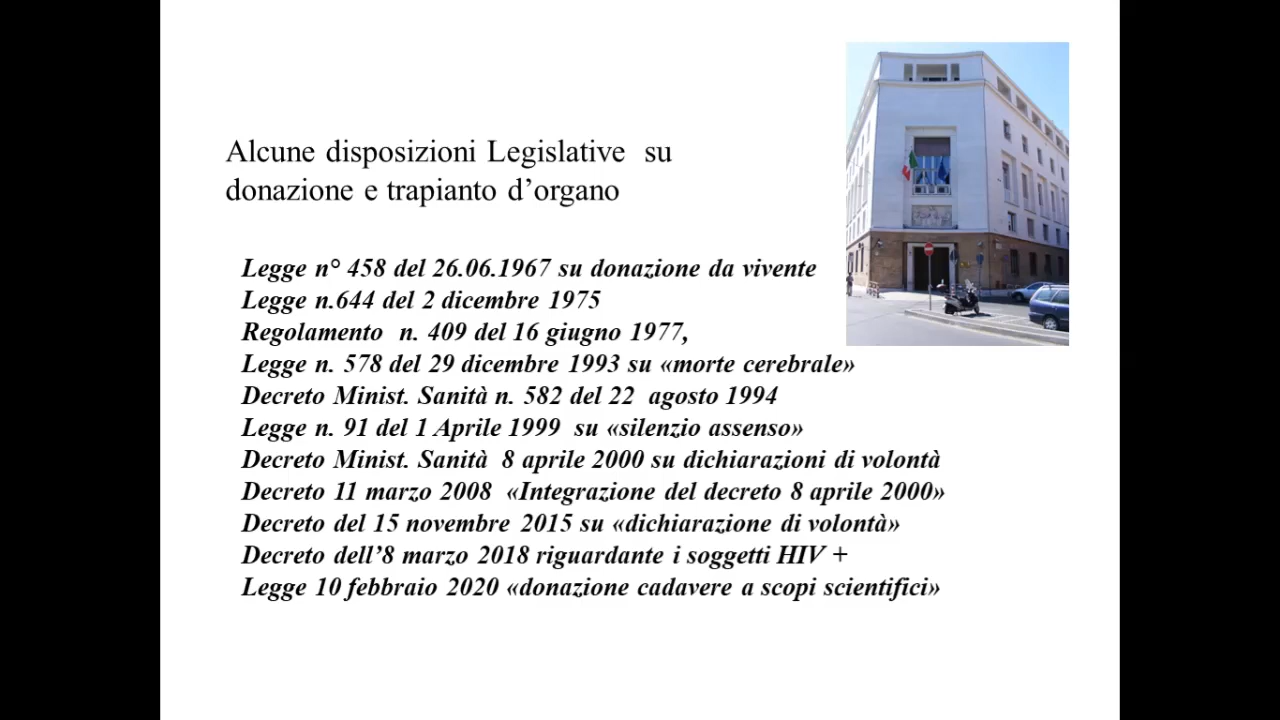 Alcune disposizioni Legislative su
donazione e trapianto d’organo
Legge n° 458 del 26.06.1967 su donazione da vivente
Legge n.644 del 2 dicembre 1975
Regolamento n. 409 del 16 giugno 1977,
Legge n. 578 del 29 dicembre 1993 su «morte cerebrale»
Decreto Minist. Sanità n. 582 del 22 agosto 1994
Legge n. 91 del 1 Aprile 1999 su «silenzio assenso»
Decreto Minist. Sanità 8 aprile 2000 su dichiarazioni di volontà
Decreto 11 marzo 2008 «Integrazione del decreto 8 aprile 2000»
Decreto del 15 novembre 2015 su «dichiarazione di volontà»
Decreto dell’8 marzo 2018 riguardante i soggetti HIV +
Legge 10 febbraio 2020 «donazione cadavere a scopi scientifici»